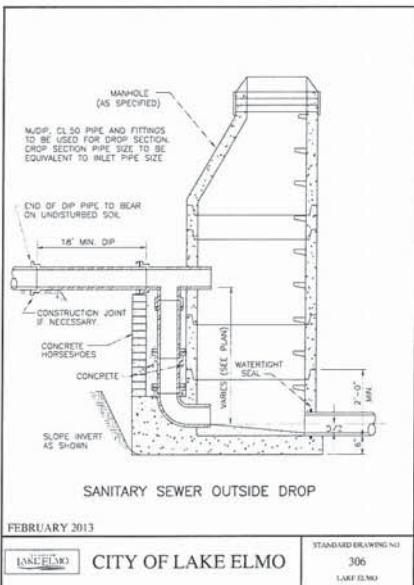 MANHOLE
(AS SPECIFIED)
MJDIP, CL 50 PIPE AND FITTINGS
TO BE USED FOR DROP SECTION.
DROP SECTION PIPE SIZE TO BE
EQUIVALENT TO INLET PIPE SIZE
END OF DIP PIPE TO BEAR
ON UNDISTURBED SOIL
18' MIN. DIP
CONSTRUCTION JOINT
IF NECESSARY.
CONCRETE
HORSESHOES
CONCRETE
VARIES (SEE PLAN)
WATERTIGHT
SEAL
2'-0"
MIN.
D/2
6"
SLOPE INVERT
AS SHOWN
SANITARY SEWER OUTSIDE DROP
FEBRUARY 2013
LAKE ELMO
CITY OF LAKE ELMO
STANDARD DRAWING NO
306
LAKE ELMO